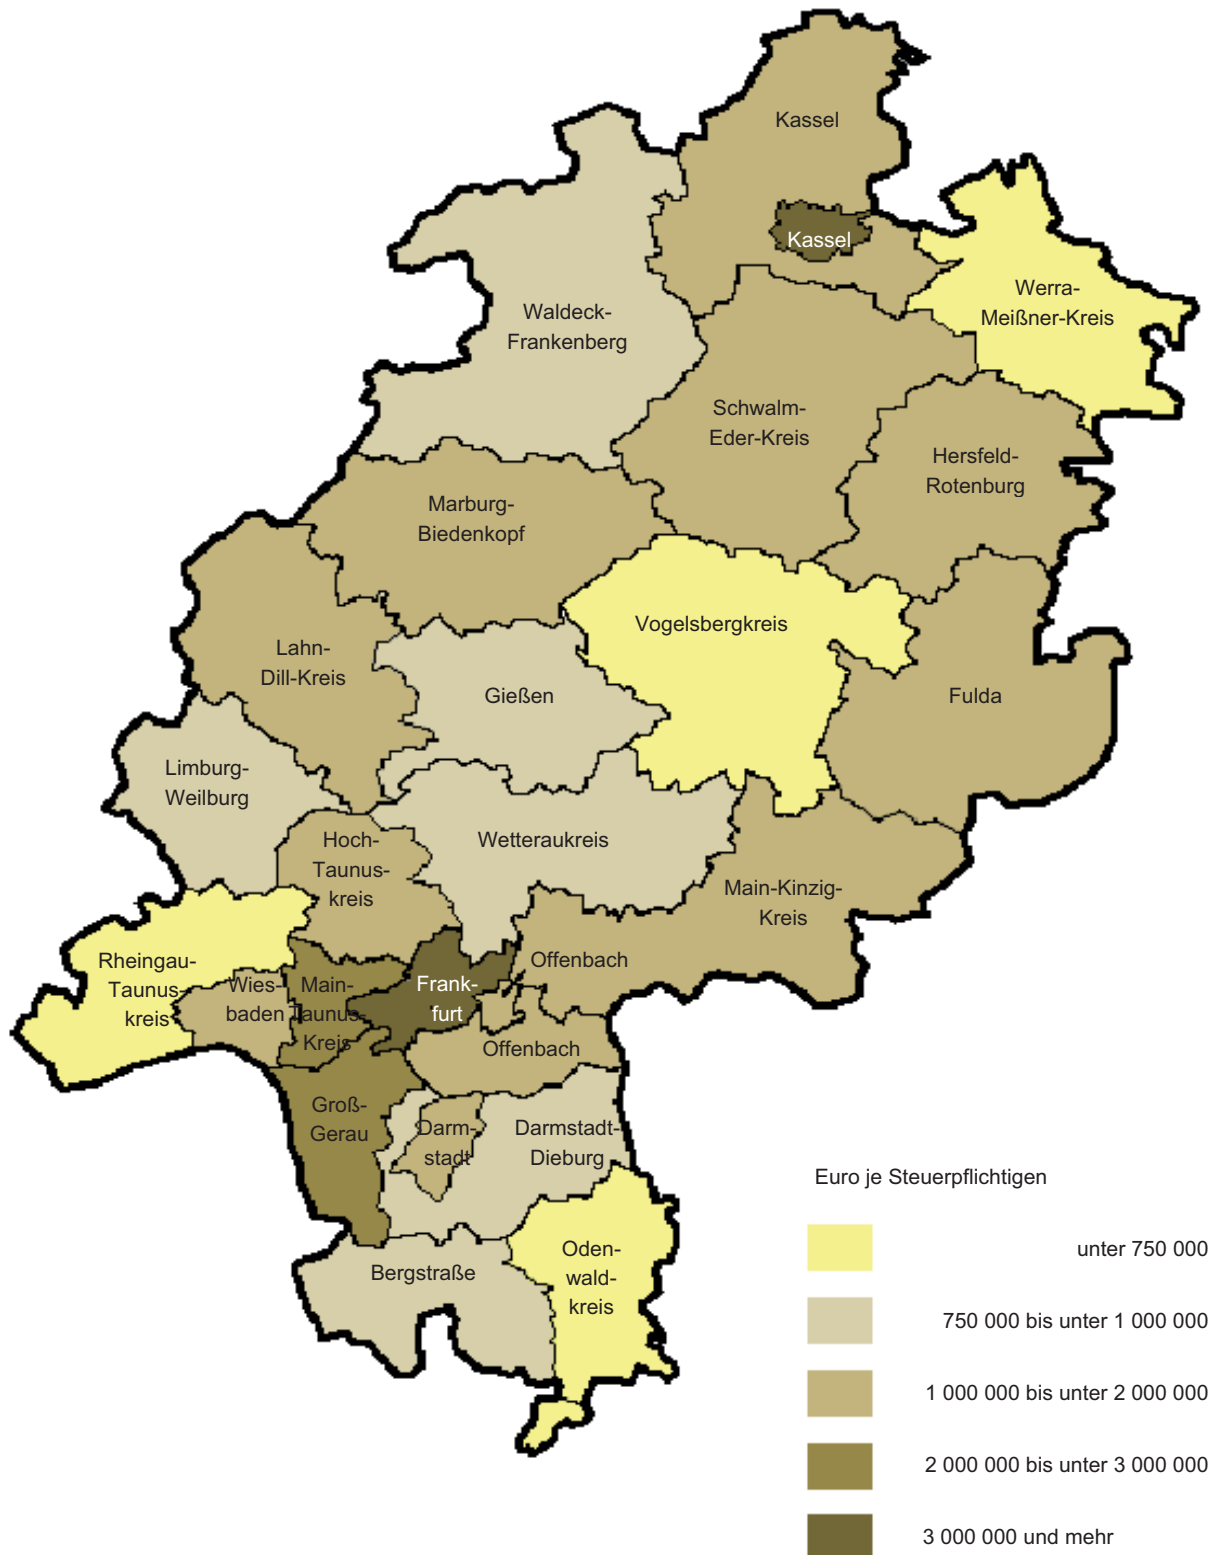 Kassel
Kassel
Werra-
Meißner-Kreis
Waldeck-
Frankenberg
Schwalm-
Eder-Kreis
Hersfeld-
Rotenburg
Marburg-
Biedenkopf
Vogelsbergkreis
Lahn-
Dill-Kreis
Gießen
Fulda
Limburg-
Weilburg
Hoch-
Taunus-
kreis
Wetteraukreis
Main-Kinzig-
Kreis
Rheingau-
Taunus-
kreis
Wies-
baden
Main-
Taunus-
Kreis
Frank-
furt
Offenbach
Offenbach
Groß-
Gerau
Darm-
stadt
Darmstadt-
Dieburg
Bergstraße
Oden-
wald-
kreis
Euro je Steuerpflichtigen
unter 750 000
750 000 bis unter 1 000 000
1 000 000 bis unter 2 000 000
2 000 000 bis unter 3 000 000
3 000 000 und mehr